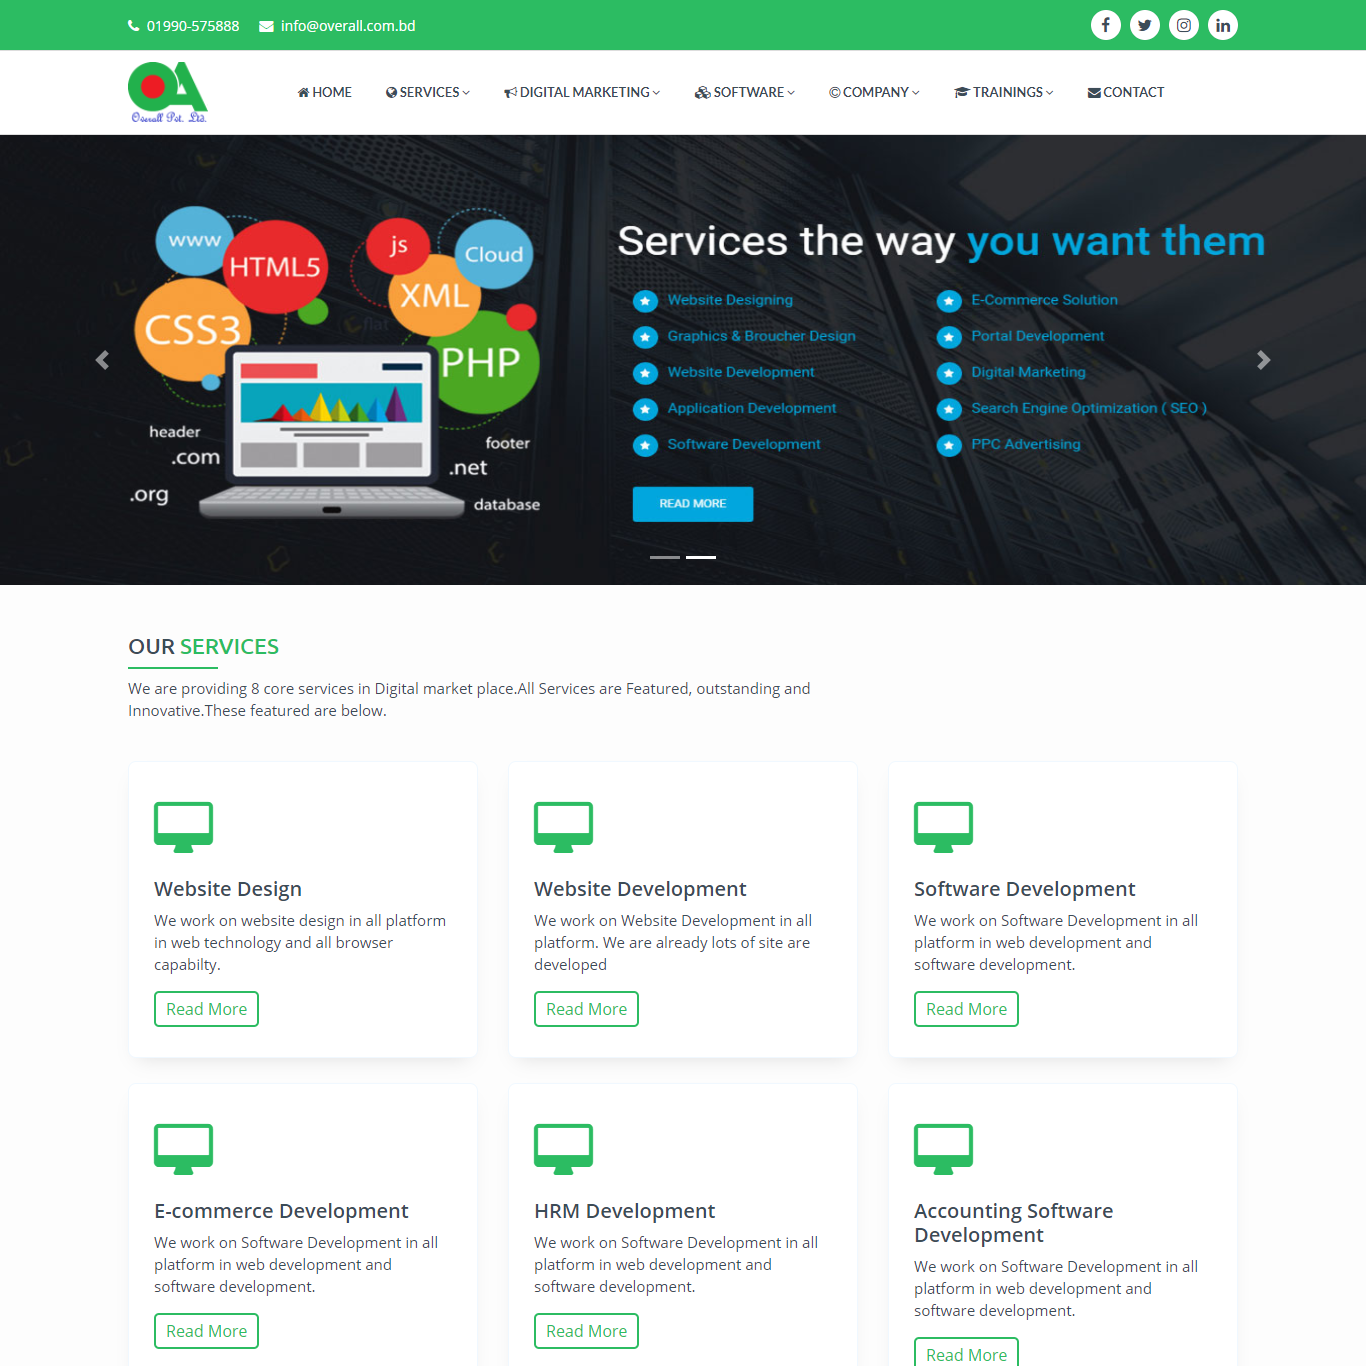 01990-575888
info@overall.com.bd
Overall Pvt. Ltd.
HOME
SERVICES
DIGITAL MARKETING
SOFTWARE
COMPANY
TRAININGS
CONTACT
www
HTML5
CSS3
js
Cloud
XML
PHP
header
.com
.org
footer
.net
database
Services the way you want them
Website Designing
Graphics & Broucher Design
Website Development
Application Development
Software Development
E-Commerce Solution
Portal Development
Digital Marketing
Search Engine Optimization ( SEO )
PPC Advertising
READ MORE
OUR SERVICES
We are providing 8 core services in Digital market place.All Services are Featured, outstanding and
Innovative.These featured are below.
Website Design
We work on website design in all platform
in web technology and all browser
capabilty.
Read More
Website Development
We work on Website Development in all
platform. We are already lots of site are
developed
Read More
Software Development
We work on Software Development in all
platform in web development and
software development.
Read More
E-commerce Development
We work on Software Development in all
platform in web development and
software development.
Read More
HRM Development
We work on Software Development in all
platform in web development and
software development.
Read More
Accounting Software
Development
We work on Software Development in all
platform in web development and
software development.
Read More